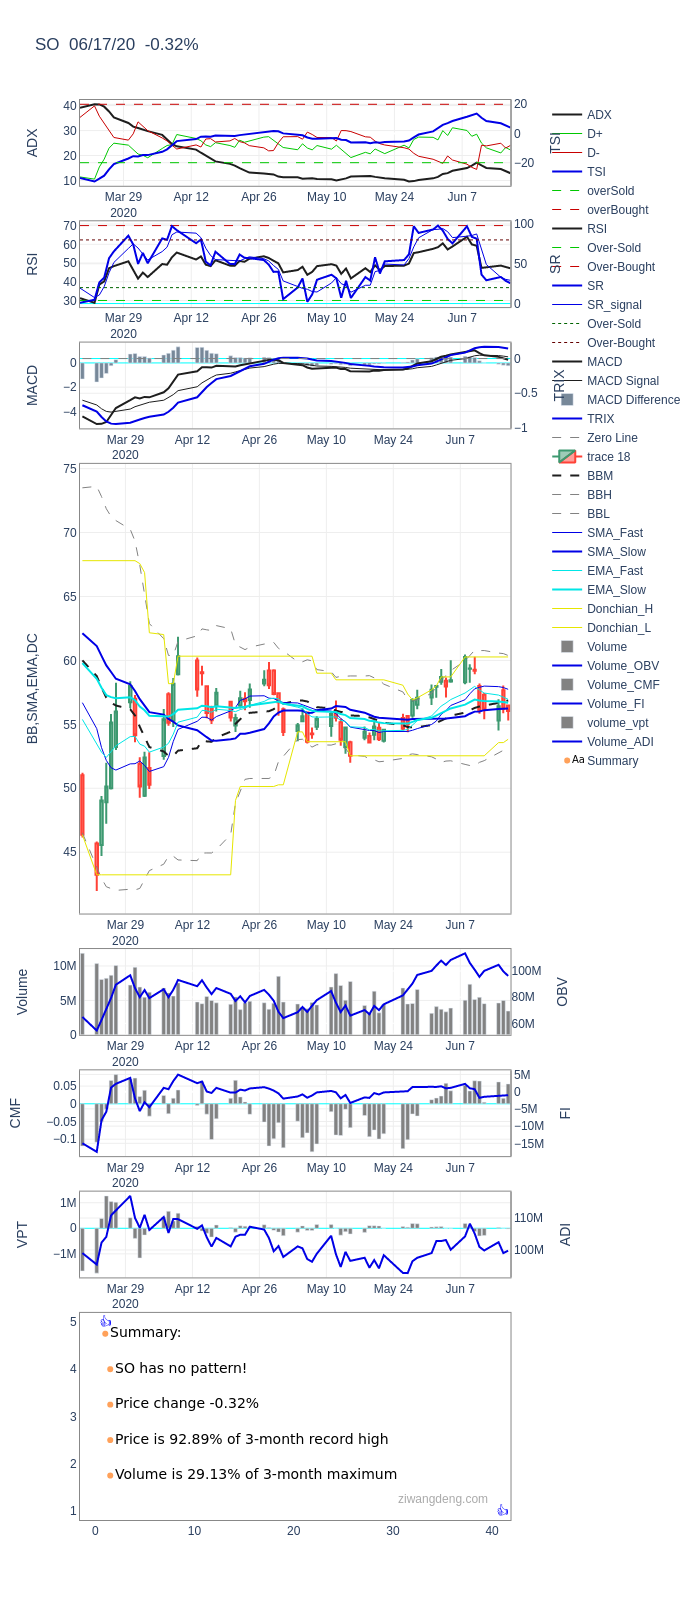 SO 06/17/20 -0.32%
ADX
40
30
20
10
20
0
−20
TSI
Mar 29
2020
Apr 12
Apr 26
May 10
May 24
Jun 7
RSI
70
60
50
40
30
100
50
0
SR
Mar 29
2020
Apr 12
Apr 26
May 10
May 24
Jun 7
MACD
0
−2
−4
0
−0.5
−1
TRIX
Mar 29
2020
Apr 12
Apr 26
May 10
May 24
Jun 7
BB,SMA,EMA,DC
75
70
65
60
55
50
45
Mar 29
2020
Apr 12
Apr 26
May 10
May 24
Jun 7
Volume
10M
5M
0
100M
80M
60M
OBV
Mar 29
2020
Apr 12
Apr 26
May 10
May 24
Jun 7
CMF
0.05
0
−0.05
−0.1
5M
0
−5M
−10M
−15M
FI
Mar 29
2020
Apr 12
Apr 26
May 10
May 24
Jun 7
VPT
1M
0
−1M
110M
100M
ADI
Mar 29
2020
Apr 12
Apr 26
May 10
May 24
Jun 7
5
4
3
2
1
Summary:
SO has no pattern!
Price change -0.32%
Price is 92.89% of 3-month record high
Volume is 29.13% of 3-month maximum
ziwangdeng.com
0
10
20
30
40
ADX
D+
D-
TSI
overSold
overBought
RSI
Over-Sold
Over-Bought
SR
SR_signal
Over-Sold
Over-Bought
MACD
MACD Signal
MACD Difference
TRIX
Zero Line
trace 18
BBM
BBH
BBL
SMA_Fast
SMA_Slow
EMA_Fast
EMA_Slow
Donchian_H
Donchian_L
Volume
Volume_OBV
Volume_CMF
Volume_FI
volume_vpt
Volume_ADI
Aa Summary